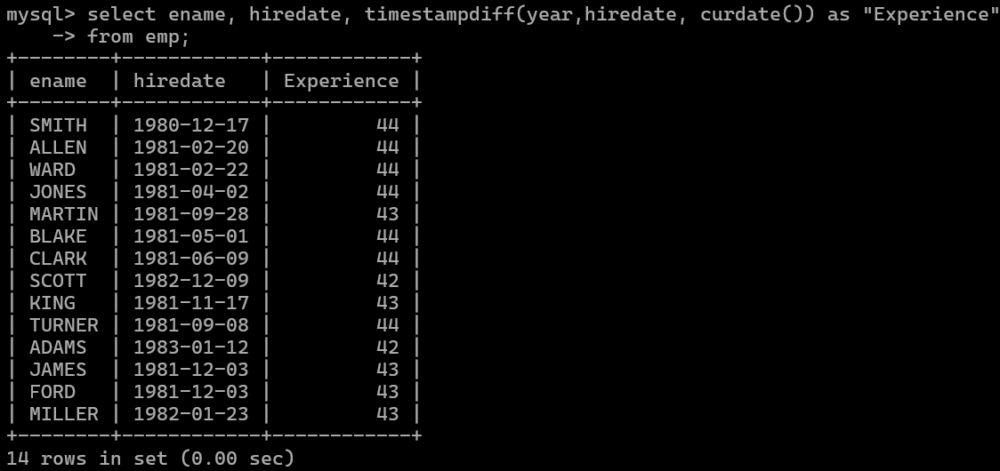 mysql> select ename, hiredate, timestampdiff(year,hiredate, curdate()) as "Experience"
    -> from emp;
+--------+------------+------------+
| ename  | hiredate   | Experience |
+--------+------------+------------+
| SMITH  | 1980-12-17 |         44 |
| ALLEN  | 1981-02-20 |         44 |
| WARD   | 1981-02-22 |         44 |
| JONES  | 1981-04-02 |         44 |
| MARTIN | 1981-09-28 |         43 |
| BLAKE  | 1981-05-01 |         44 |
| CLARK  | 1981-06-09 |         44 |
| SCOTT  | 1982-12-09 |         42 |
| KING   | 1981-11-17 |         43 |
| TURNER | 1981-09-08 |         44 |
| ADAMS  | 1983-01-12 |         42 |
| JAMES  | 1981-12-03 |         43 |
| FORD   | 1981-12-03 |         43 |
| MILLER | 1982-01-23 |         43 |
+--------+------------+------------+
14 rows in set (0.00 sec)